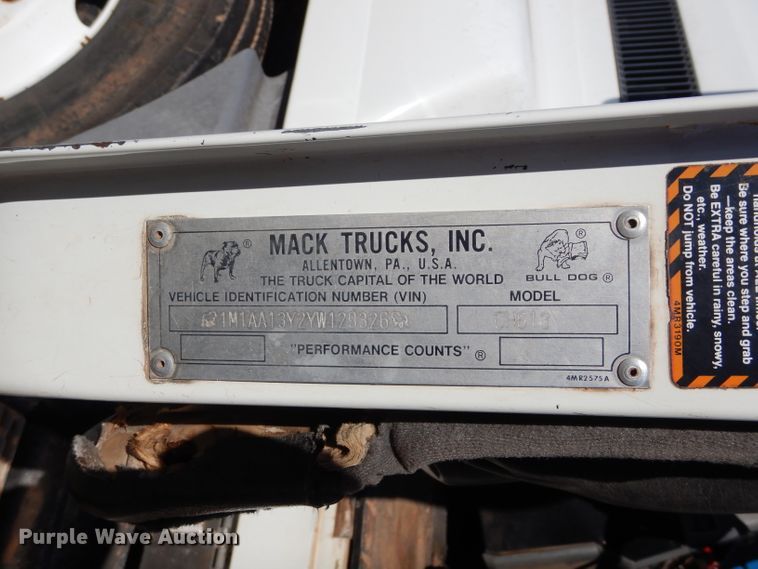 MACK TRUCKS, INC.
ALLENTOWN, PA., U.S.A.
THE TRUCK CAPITAL OF THE WORLD
BULL DOG ®
®
®
VEHICLE IDENTIFICATION NUMBER (VIN) MODEL
"PERFORMANCE COUNTS" ®
4MR2575A
Be sure where you step and grab
—keep the areas clean.
Be EXTRA careful in rainy, snowy,
etc., weather.
Do NOT jump from vehicle.
4MR3190M
Purple Wave Auction